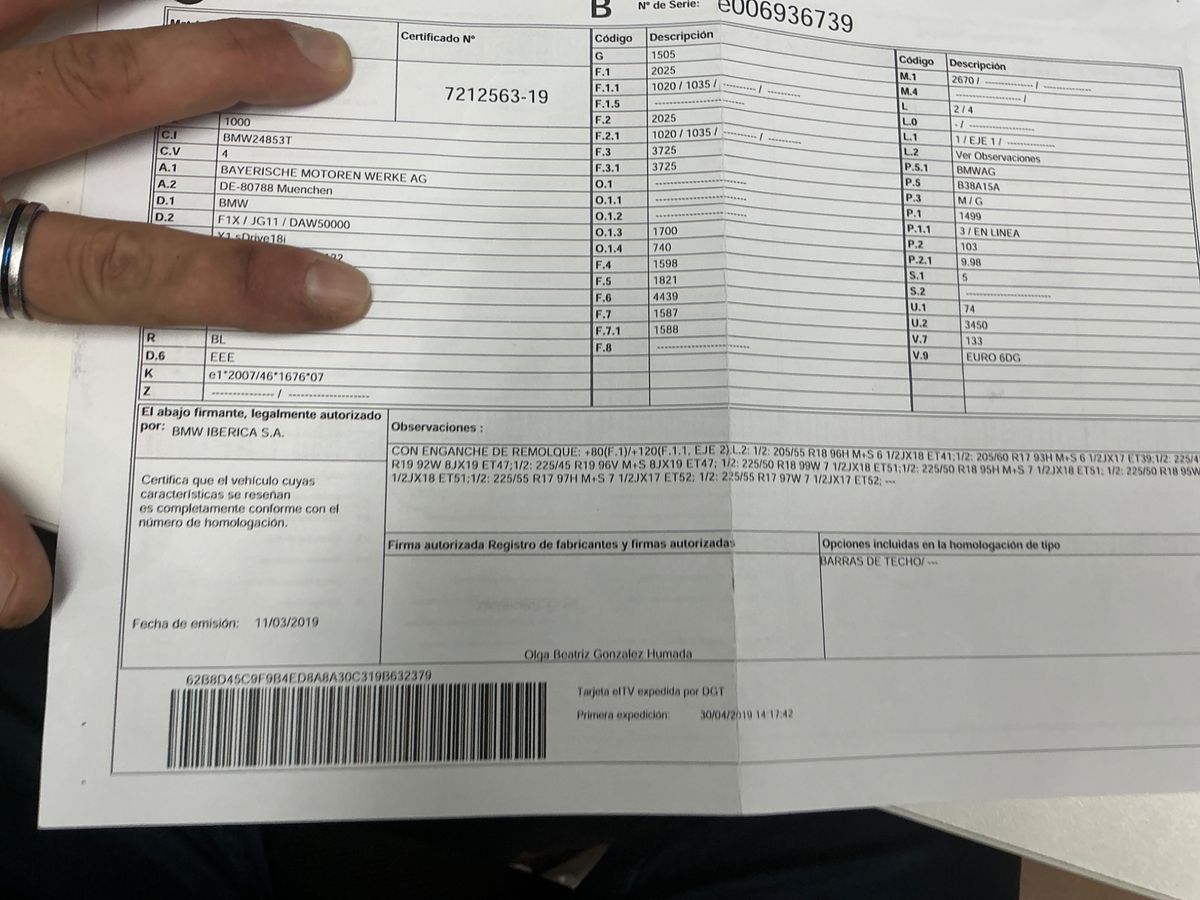 B Nº de Serie: e006936739
Certificado Nº
7212563-19
1000
C.I BMW24853T
C.V 4
A.1 BAYERISCHE MOTOREN WERKE AG
A.2 DE-80788 Muenchen
D.1 BMW
D.2 F1X / JG11 / DAW50000
X1 sDrive18i
R BL
D.6 EEE
K e1*2007/46*1676*07
Z --------------- / -------------------
Código Descripción
G 1505
F.1 2025
F.1.1 1020 / 1035 / --------- / ---------
F.1.5 ---------------------
F.2 2025
F.2.1 1020 / 1035 / --------- / ---------
F.3 3725
F.3.1 3725
O.1 ---------------------
O.1.1 ---------------------
O.1.2 ---------------------
O.1.3 1700
O.1.4 740
F.4 1598
F.5 1821
F.6 4439
F.7 1587
F.7.1 1588
F.8 ---------------------
Código Descripción
M.1 2670 / ------------ / ------------
M.4 ---------------- /
L 2 / 4
L.0 - / ----------------
L.1 1 / EJE 1 / ------------
L.2 Ver Observaciones
P.5.1 BMWAG
P.5 B38A15A
P.3 M / G
P.1 1499
P.1.1 3 / EN LINEA
P.2 103
P.2.1 9.98
S.1 5
S.2 --------------------
U.1 74
U.2 3450
V.7 133
V.9 EURO 6DG
El abajo firmante, legalmente autorizado
por: BMW IBERICA S.A.
Certifica que el vehículo cuyas
características se reseñan
es completamente conforme con el
número de homologación.
Fecha de emisión: 11/03/2019
Observaciones :
CON ENGANCHE DE REMOLQUE: +80(F.1)/+120(F.1.1, EJE 2).L.2: 1/2: 205/55 R18 96H M+S 6 1/2JX18 ET41;1/2: 205/60 R17 93H M+S 6 1/2JX17 ET39;1/2: 225/4
R19 92W 8JX19 ET47;1/2: 225/45 R19 96V M+S 8JX19 ET47; 1/2: 225/50 R18 99W 7 1/2JX18 ET51;1/2: 225/50 R18 95H M+S 7 1/2JX18 ET51; 1/2: 225/50 R18 95W
1/2JX18 ET51;1/2: 225/55 R17 97H M+S 7 1/2JX17 ET52; 1/2: 225/55 R17 97W 7 1/2JX17 ET52; ---
Firma autorizada Registro de fabricantes y firmas autorizadas
Olga Beatriz Gonzalez Humada
Opciones incluidas en la homologación de tipo
BARRAS DE TECHO/ ---
62B8D45C9F9B4ED8A8A30C319B632379
Tarjeta eITV expedida por DGT
Primera expedición: 30/04/2019 14:17:42